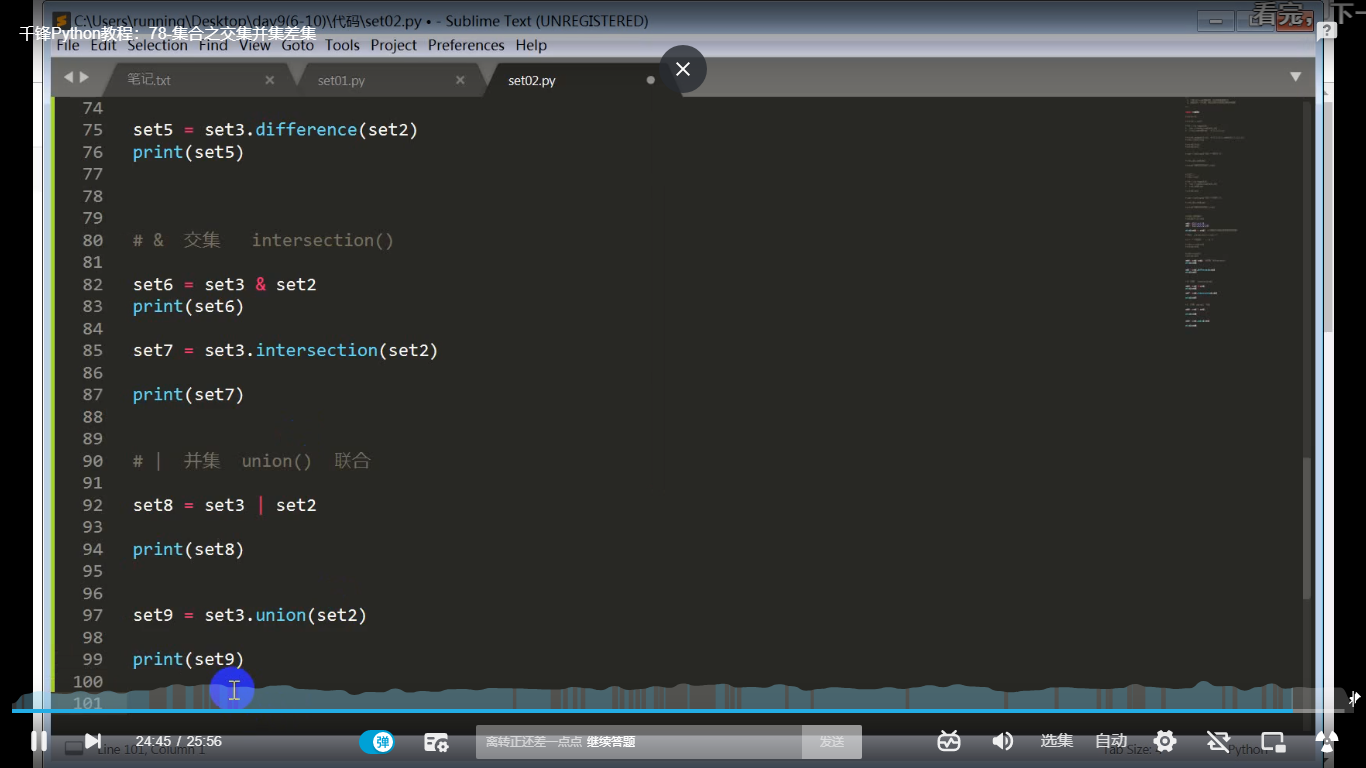 C:\Users\running\Desktop\day9(6-10)\代码\set02.py • - Sublime Text (UNREGISTERED)
看完,下一
千锋Python教程：78-集合之交集并集差集
File Edit Selection Find View Goto Tools Project Preferences Help
笔记.txt × set01.py × set02.py
74
75 set5 = set3.difference(set2)
76 print(set5)
77
78
79
80 # & 交集 intersection()
81
82 set6 = set3 & set2
83 print(set6)
84
85 set7 = set3.intersection(set2)
86
87 print(set7)
88
89
90 # | 并集 union() 联合
91
92 set8 = set3 | set2
93
94 print(set8)
95
96
97 set9 = set3.union(set2)
98
99 print(set9)
100
101
24:45 / 25:56 弹 离转正还差一点点 继续答题 发送 选集 自动
Line 101, Column 1 Tab Size: Python